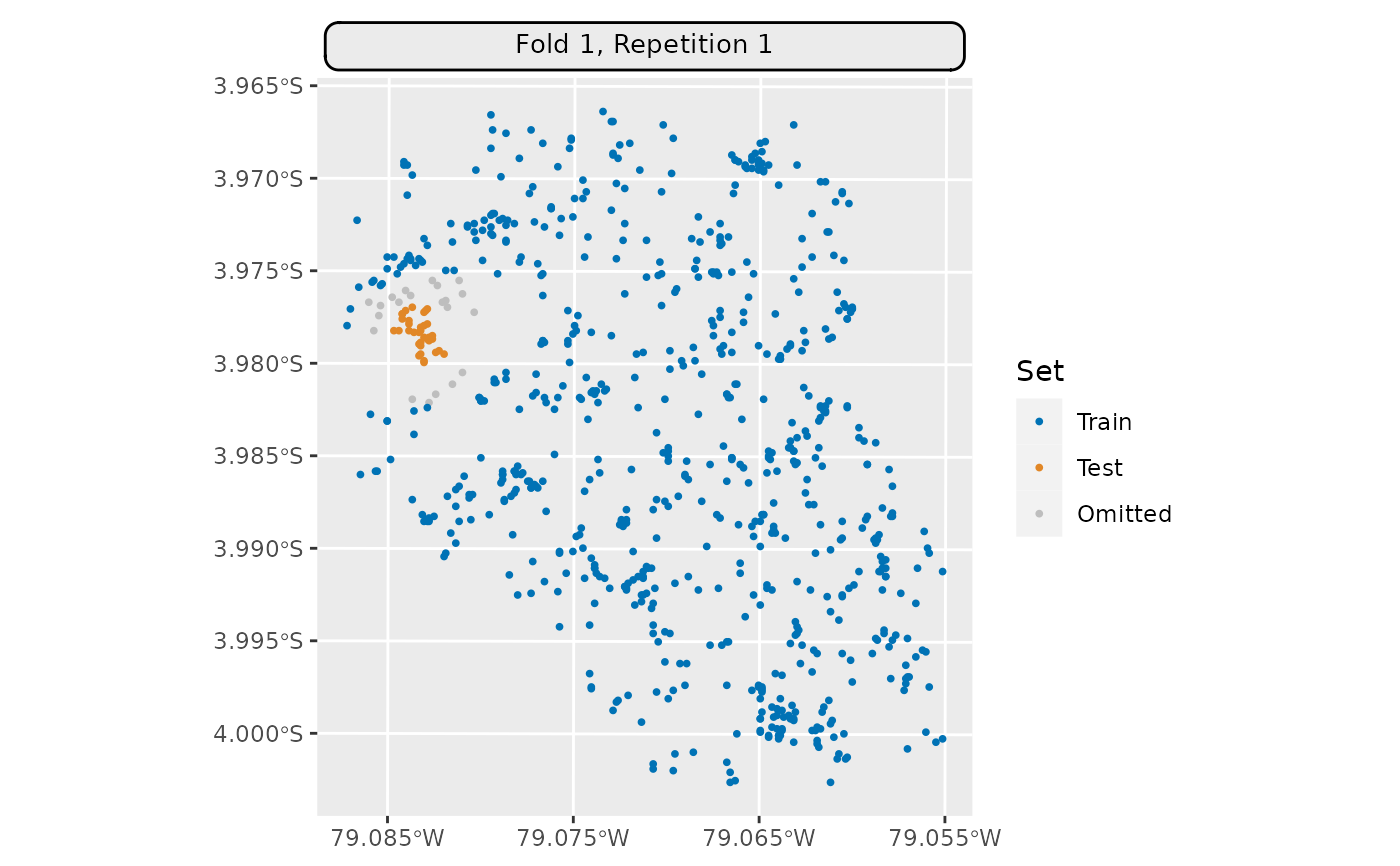 Fold 1, Repetition 1
3.965°S
3.970°S
3.975°S
3.980°S
3.985°S
3.990°S
3.995°S
4.000°S
79.085°W 79.075°W 79.065°W 79.055°W
Set
Train
Test
Omitted